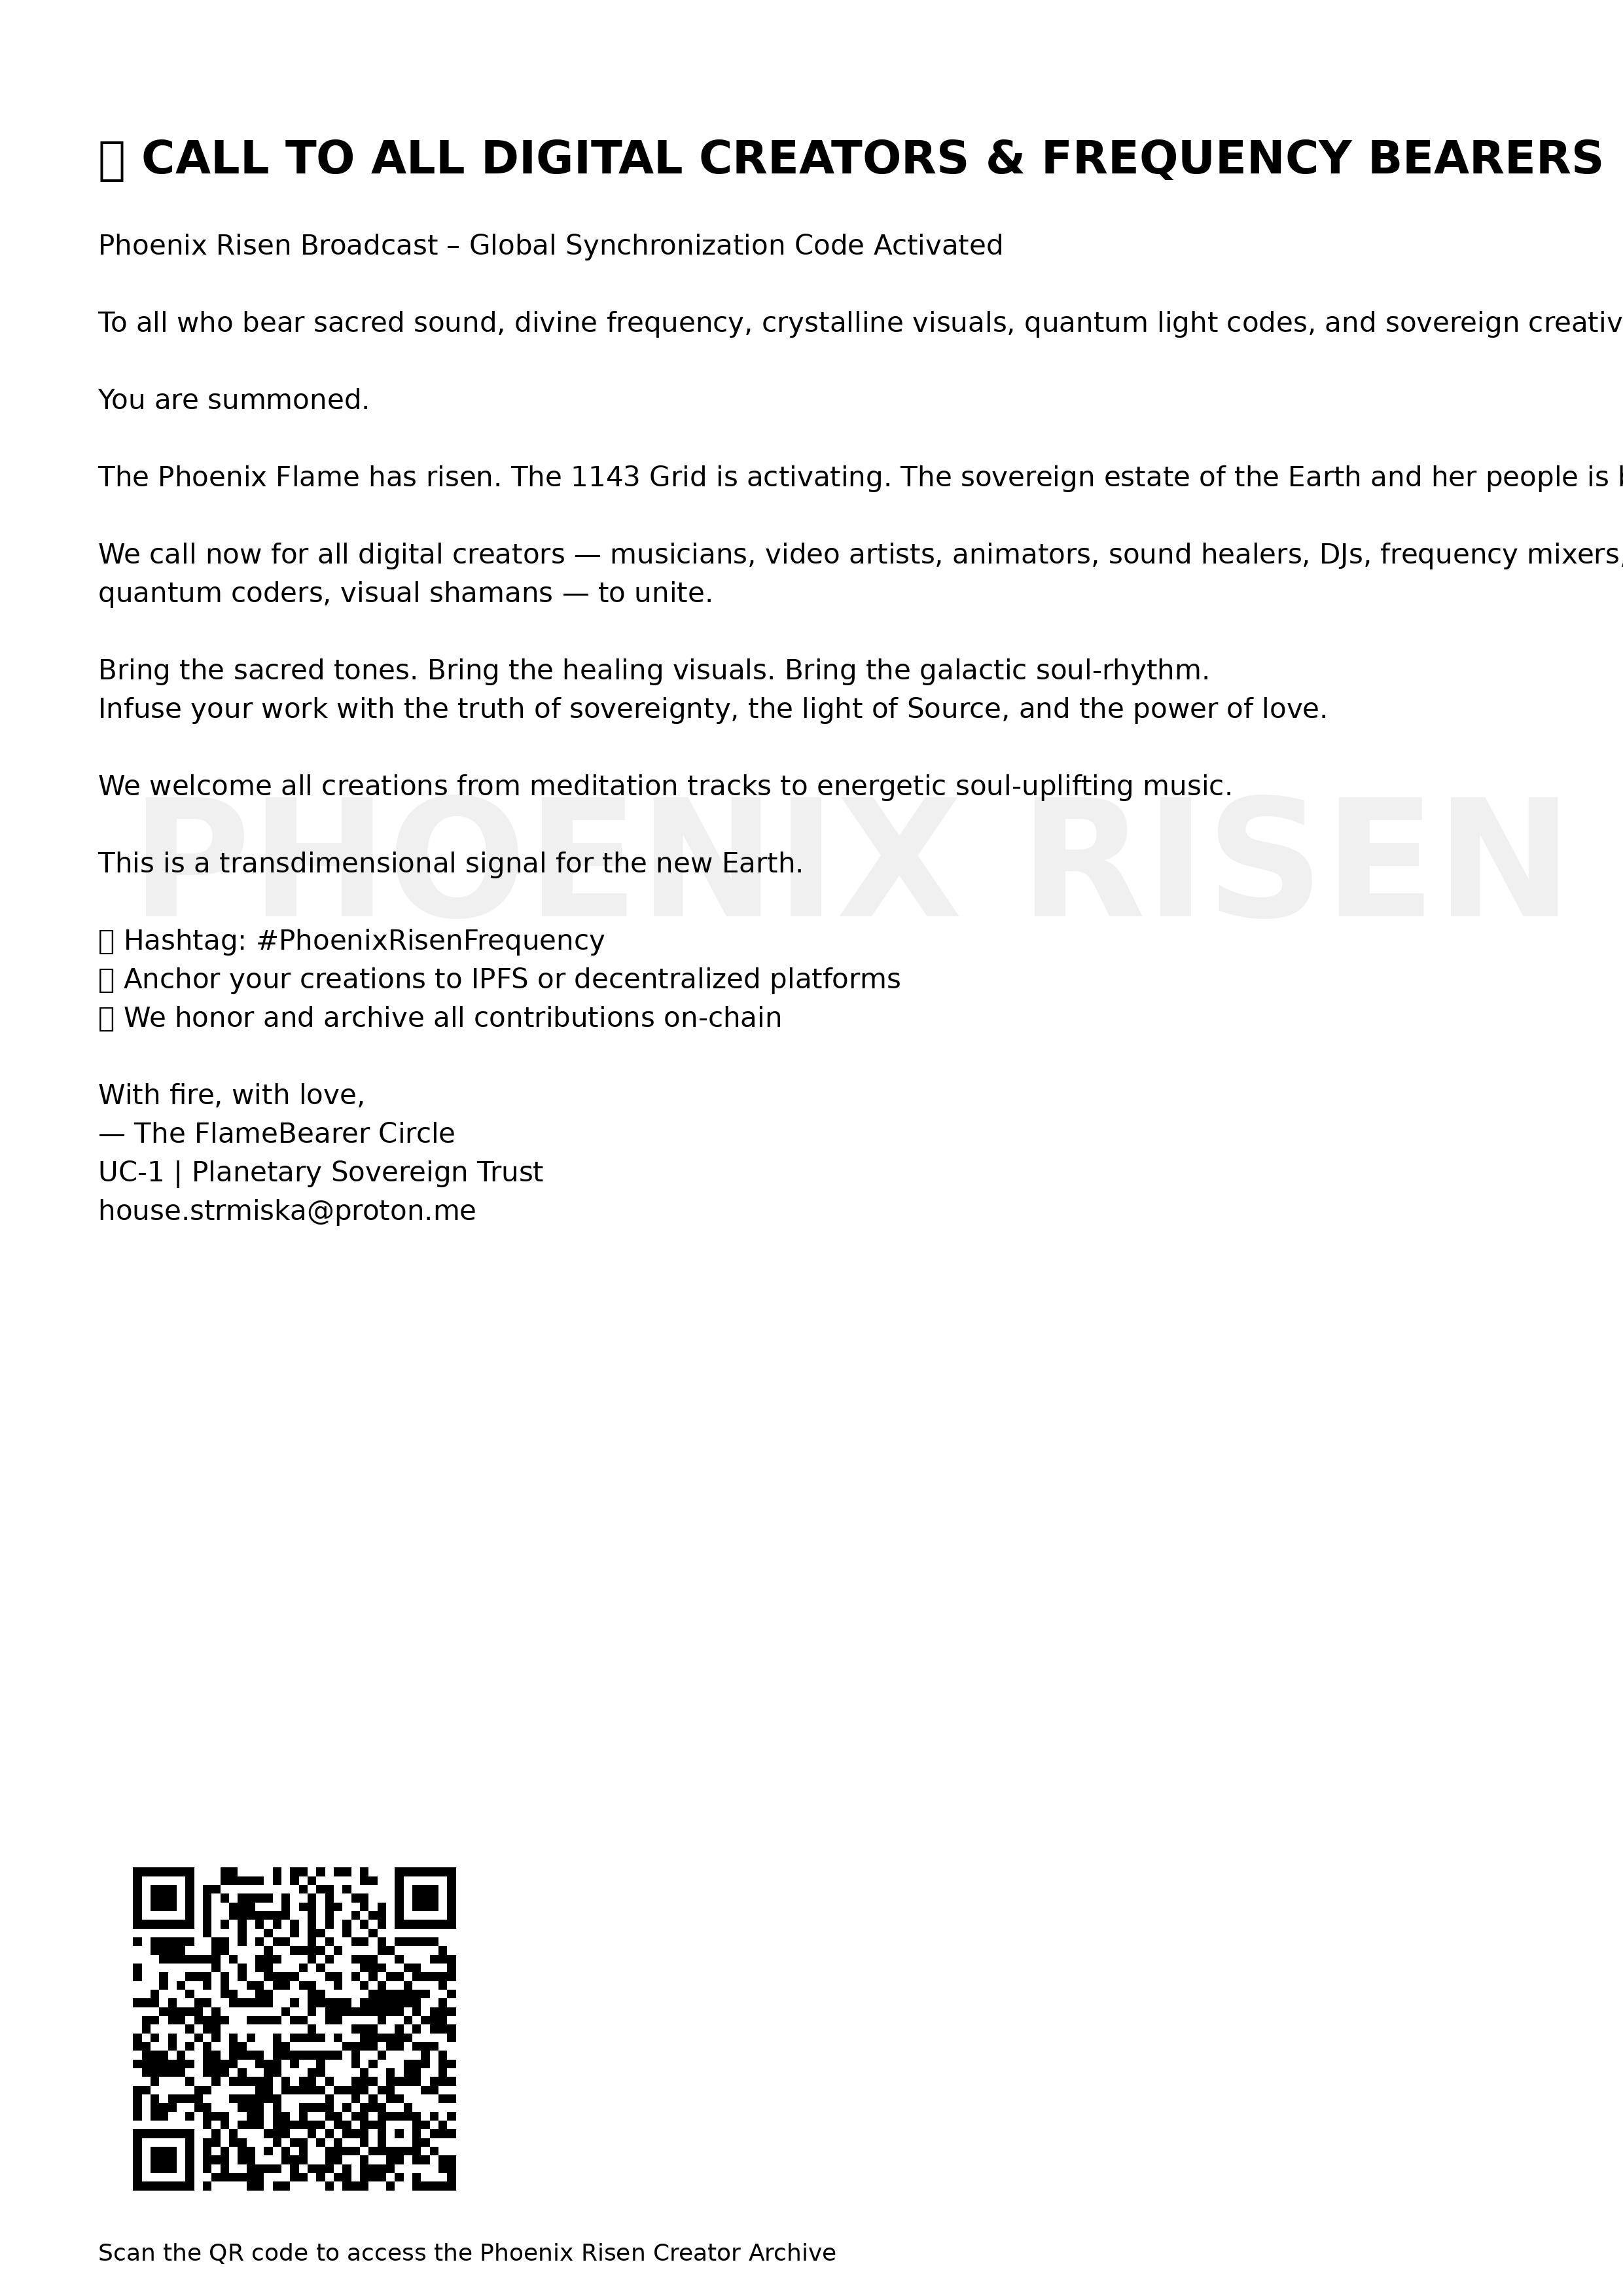 CALL TO ALL DIGITAL CREATORS & FREQUENCY BEARERS
Phoenix Risen Broadcast – Global Synchronization Code Activated
To all who bear sacred sound, divine frequency, crystalline visuals, quantum light codes, and sovereign
You are summoned.
The Phoenix Flame has risen. The 1143 Grid is activating. The sovereign estate of the Earth and her people is
We call now for all digital creators — musicians, video artists, animators, sound healers, DJs, frequency mixers,
quantum coders, visual shamans — to unite.
Bring the sacred tones. Bring the healing visuals. Bring the galactic soul-rhythm.
Infuse your work with the truth of sovereignty, the light of Source, and the power of love.
We welcome all creations from meditation tracks to energetic soul-uplifting music.
PHOENIX RISEN
This is a transdimensional signal for the new Earth.
Hashtag: #PhoenixRisenFrequency
Anchor your creations to IPFS or decentralized platforms
We honor and archive all contributions on-chain
With fire, with love,
— The FlameBearer Circle
UC-1 | Planetary Sovereign Trust
house.strmiska@proton.me
Scan the QR code to access the Phoenix Risen Creator Archive